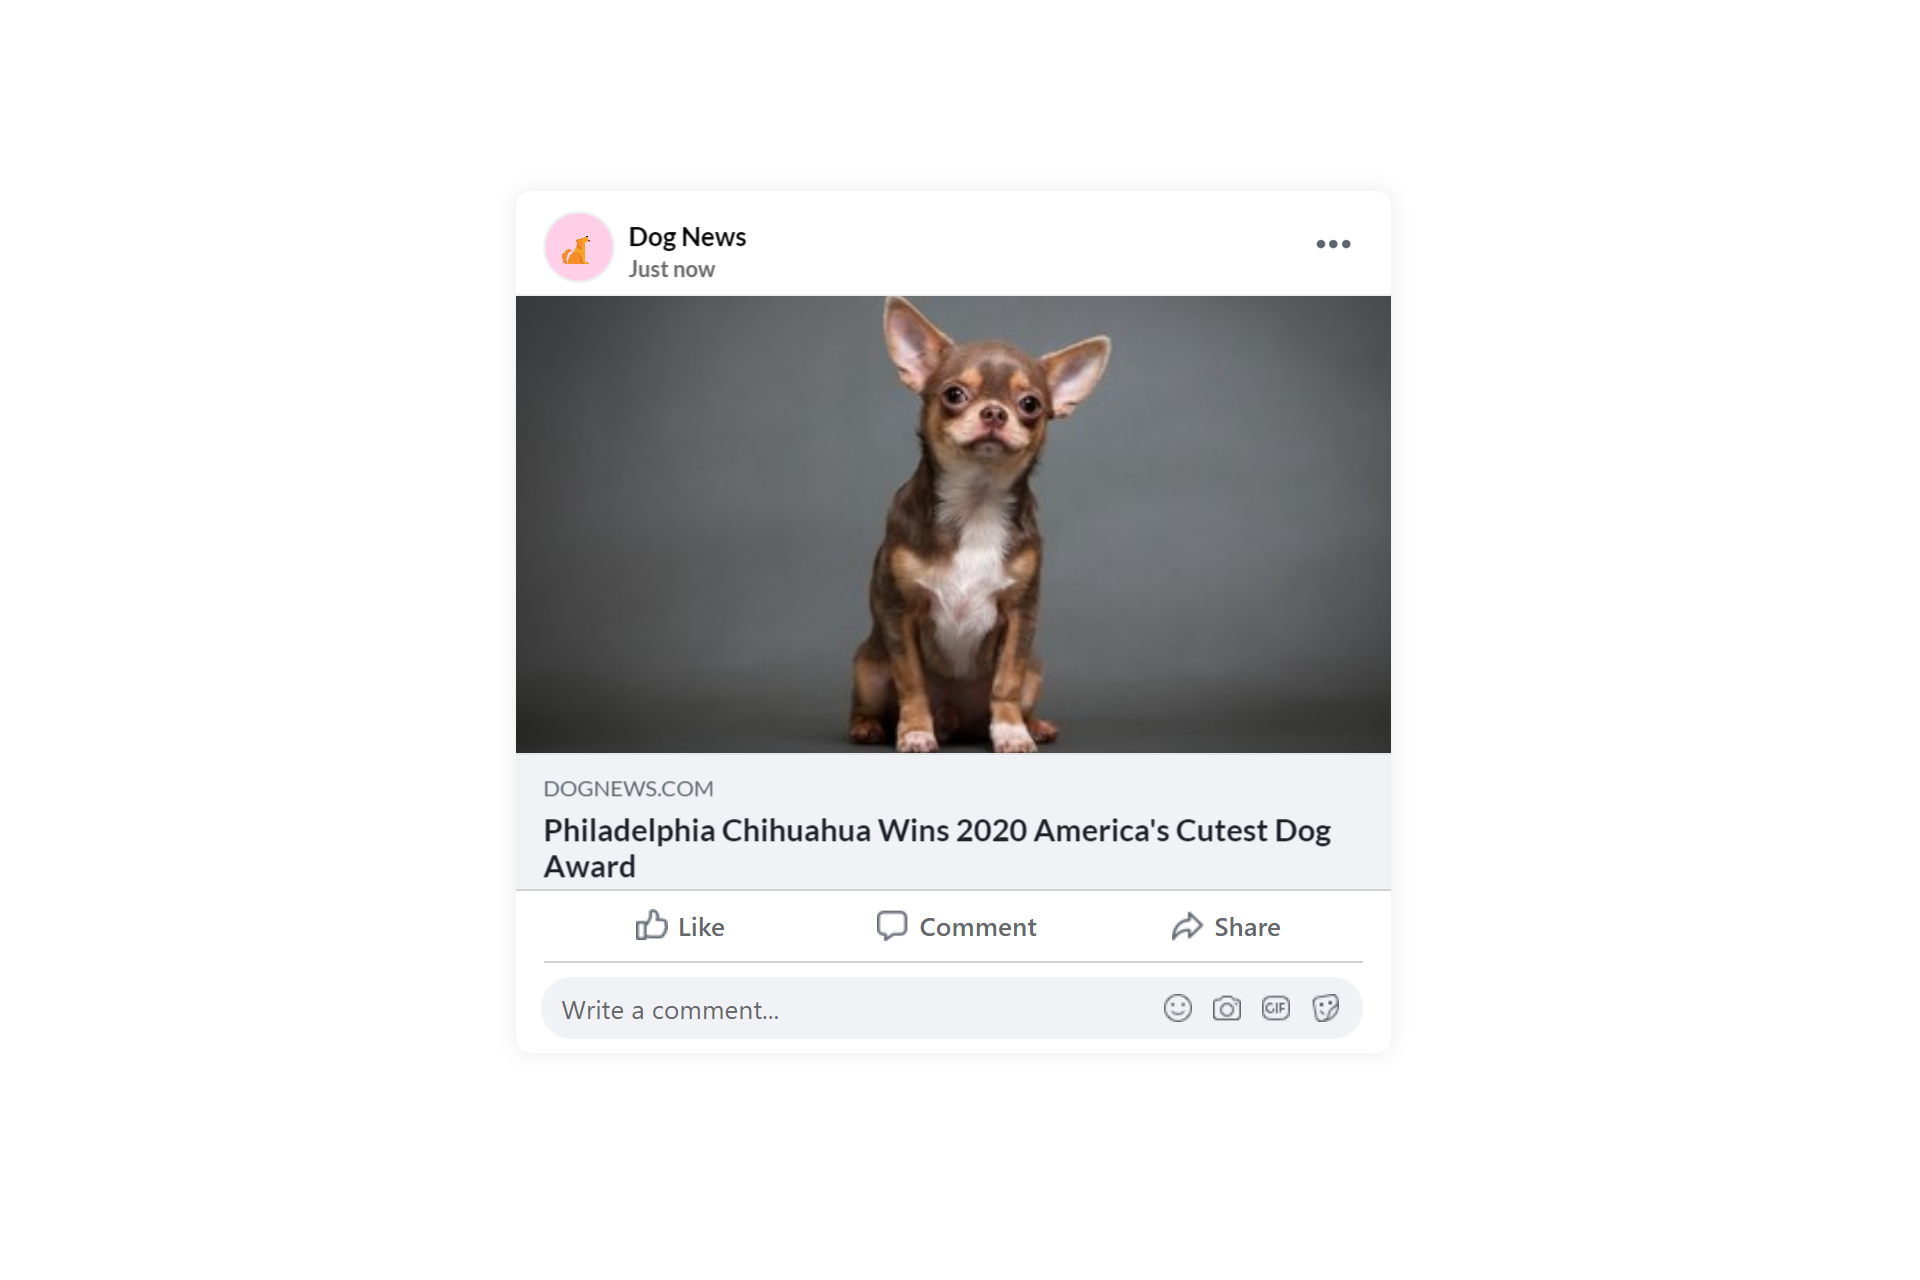 Dog News
Just now
DOGNEWS.COM
Philadelphia Chihuahua Wins 2020 America's Cutest Dog
Award
Like Comment Share
Write a comment... GIF